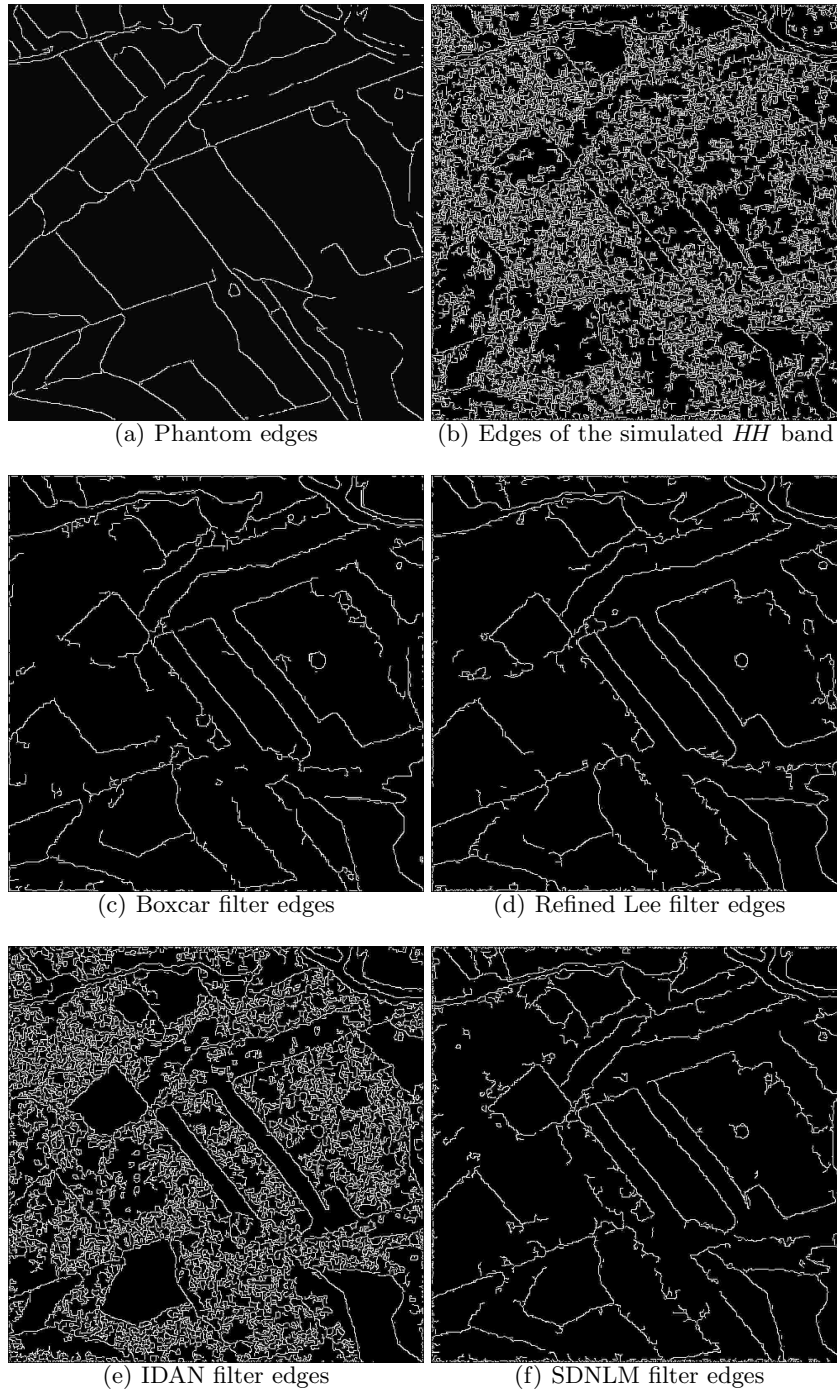 (a) Phantom edges
(b) Edges of the simulated HH band
(c) Boxcar filter edges
(d) Refined Lee filter edges
(e) IDAN filter edges
(f) SDNLM filter edges